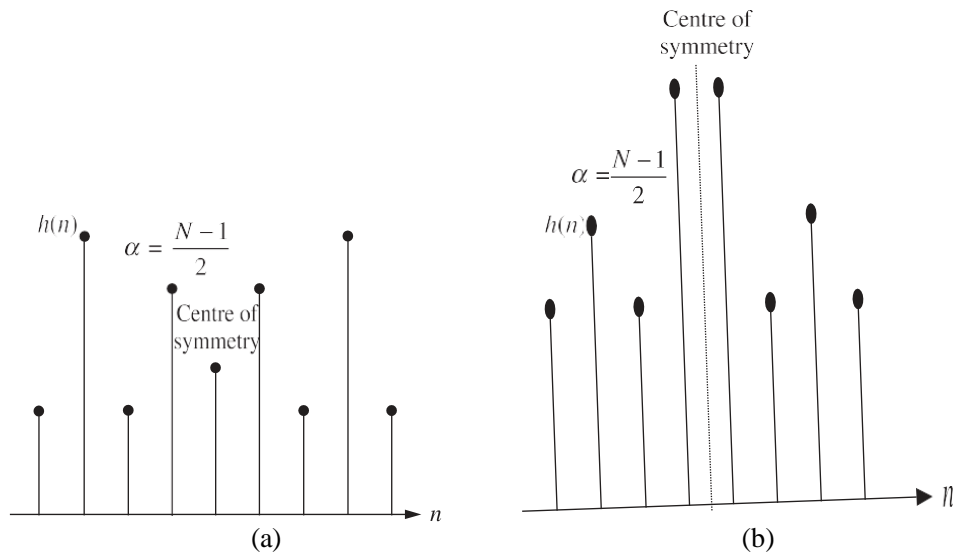 h(n)
α = N − 1
2
Centre of
symmetry
n
(a)
Centre of
symmetry
α = N − 1
2
h(n)
n
(b)